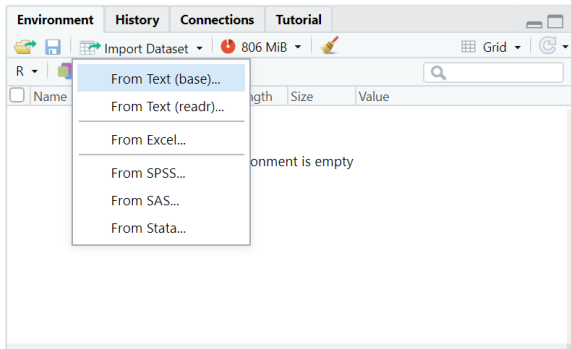 Environment History Connections Tutorial
Import Dataset 806 MiB Grid
R
Name ngth Size Value
From Text (base)...
From Text (readr)...
From Excel...
onment is empty
From SPSS...
From SAS...
From Stata...